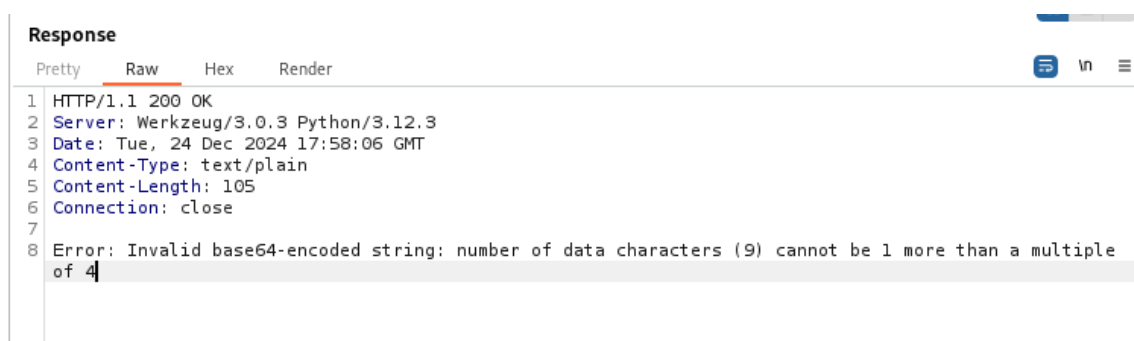 Response
Pretty Raw Hex Render \n
1 HTTP/1.1 200 OK
2 Server: Werkzeug/3.0.3 Python/3.12.3
3 Date: Tue, 24 Dec 2024 17:58:06 GMT
4 Content-Type: text/plain
5 Content-Length: 105
6 Connection: close
7
8 Error: Invalid base64-encoded string: number of data characters (9) cannot be 1 more than a multiple
of 4